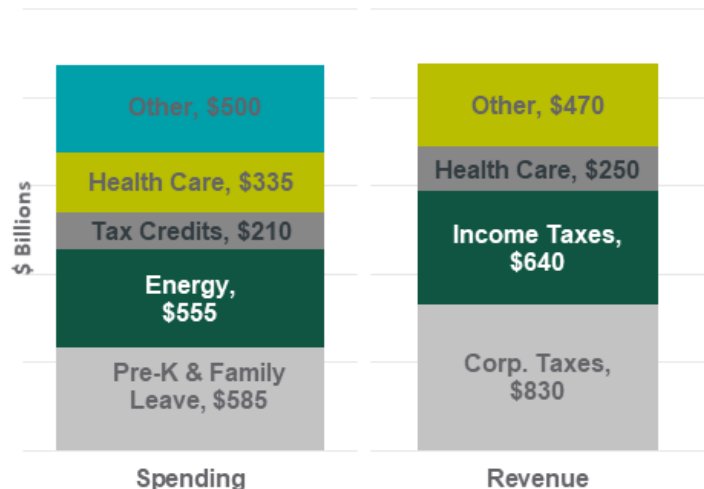 $ Billions
Other, $500
Health Care, $335
Tax Credits, $210
Energy,
$555
Pre-K & Family
Leave, $585
Spending
Other, $470
Health Care, $250
Income Taxes,
$640
Corp. Taxes,
$830
Revenue